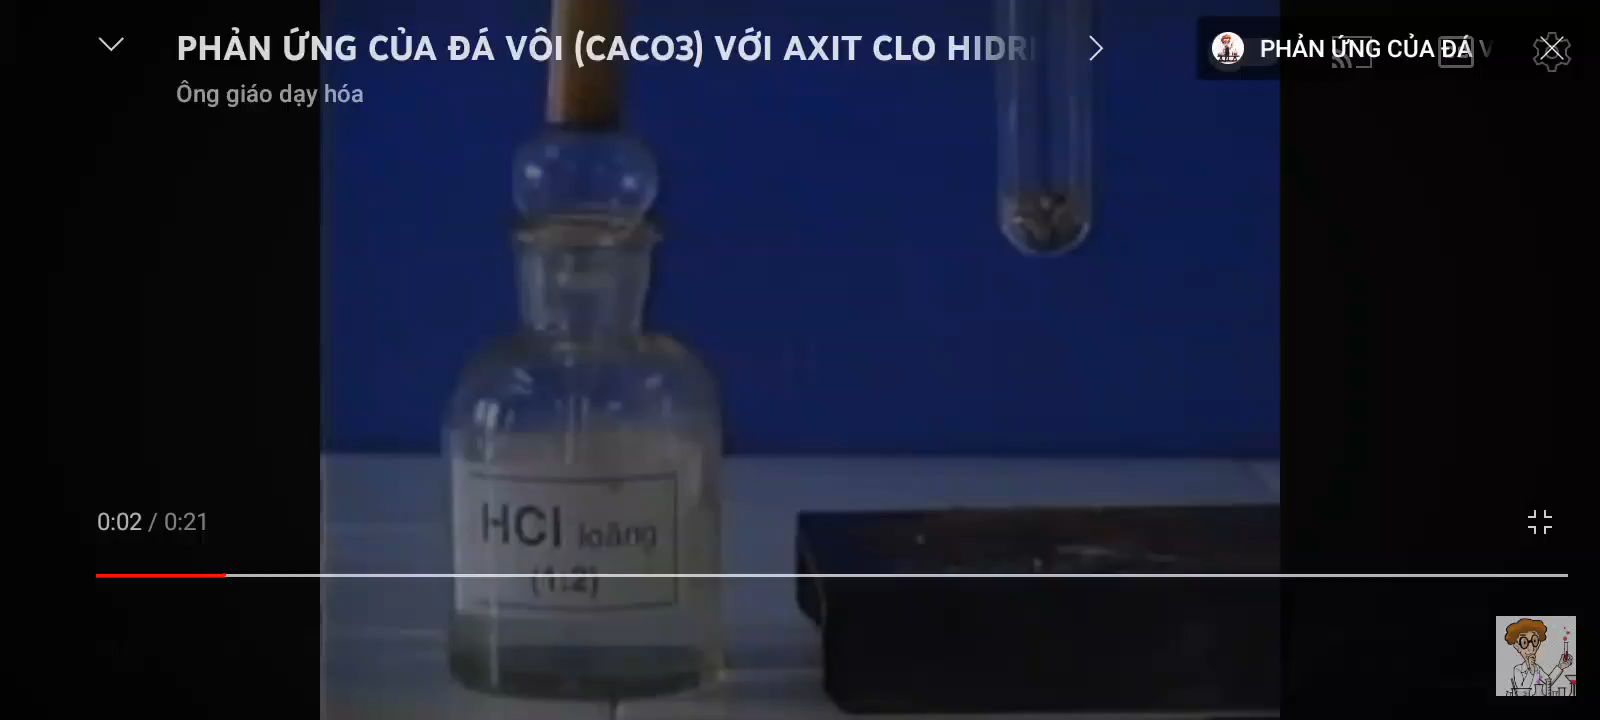 PHẢN ỨNG CỦA ĐÁ VÔI (CACO3) VỚI AXIT CLO HIDR
PHẢN ỨNG CỦA ĐÁ V
Ông giáo dạy hóa
HCl loãng
(1:2)
0:02 / 0:21